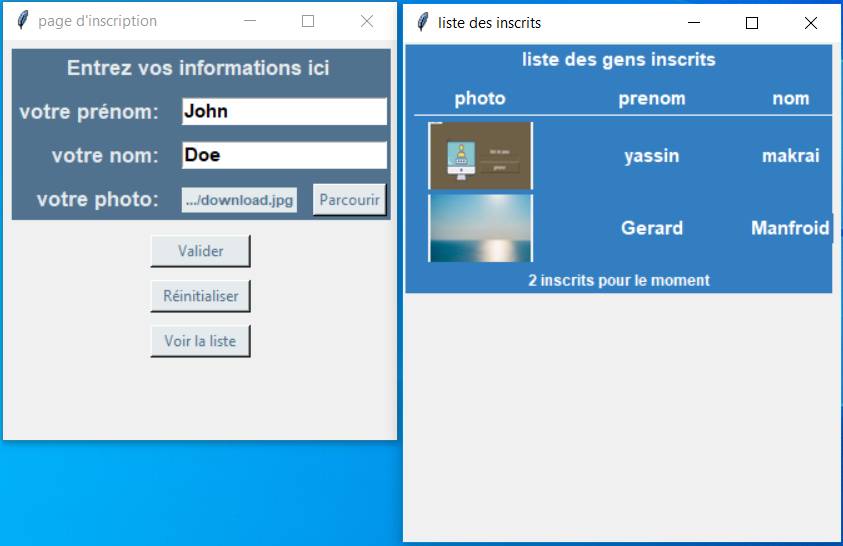 page d'inscription
Entrez vos informations ici
votre prénom: John
votre nom: Doe
votre photo: .../download.jpg Parcourir
Valider
Réinitialiser
Voir la liste
liste des inscrits
liste des gens inscrits
photo prenom nom
yassin makrai
Gerard Manfroid
2 inscrits pour le moment